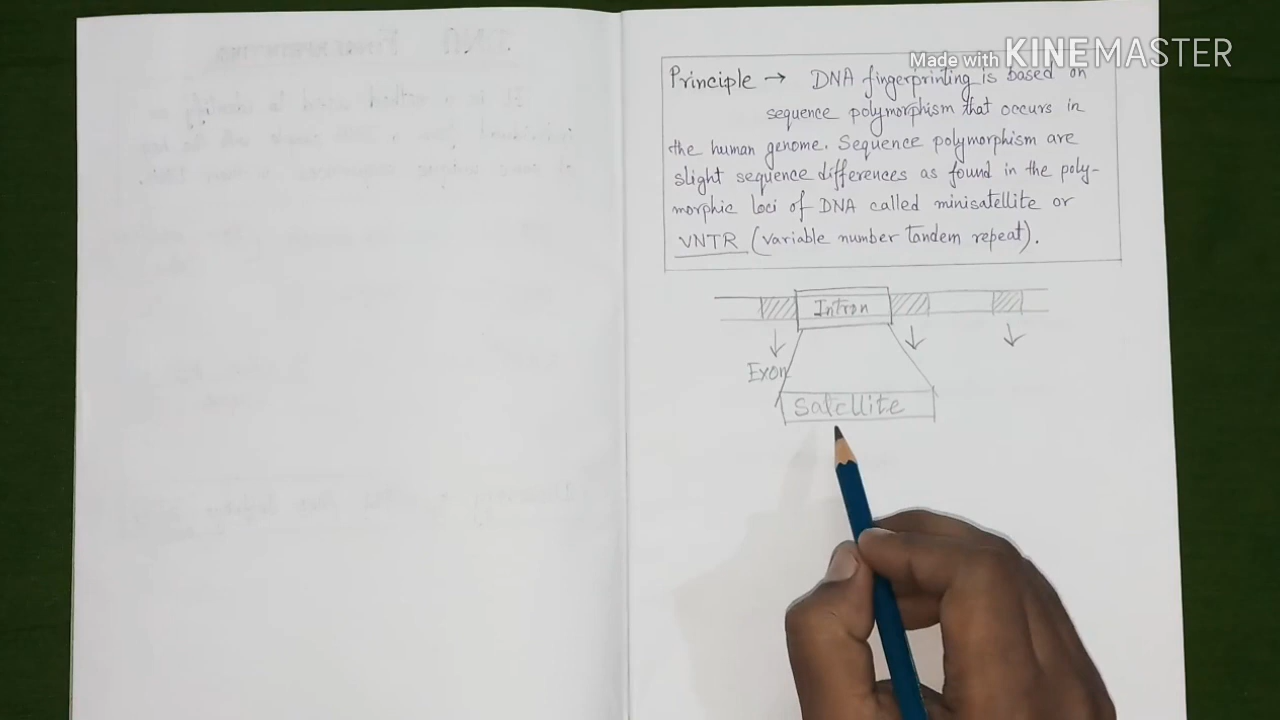 Made with KINEMASTER
Principle → DNA fingerprinting is based on
sequence polymorphism that occurs in
the human genome. Sequence polymorphism are
slight sequence differences as found in the poly-
morphic loci of DNA called minisatellite or
VNTR (variable number tandem repeat).
Intron
Exon
Satellite